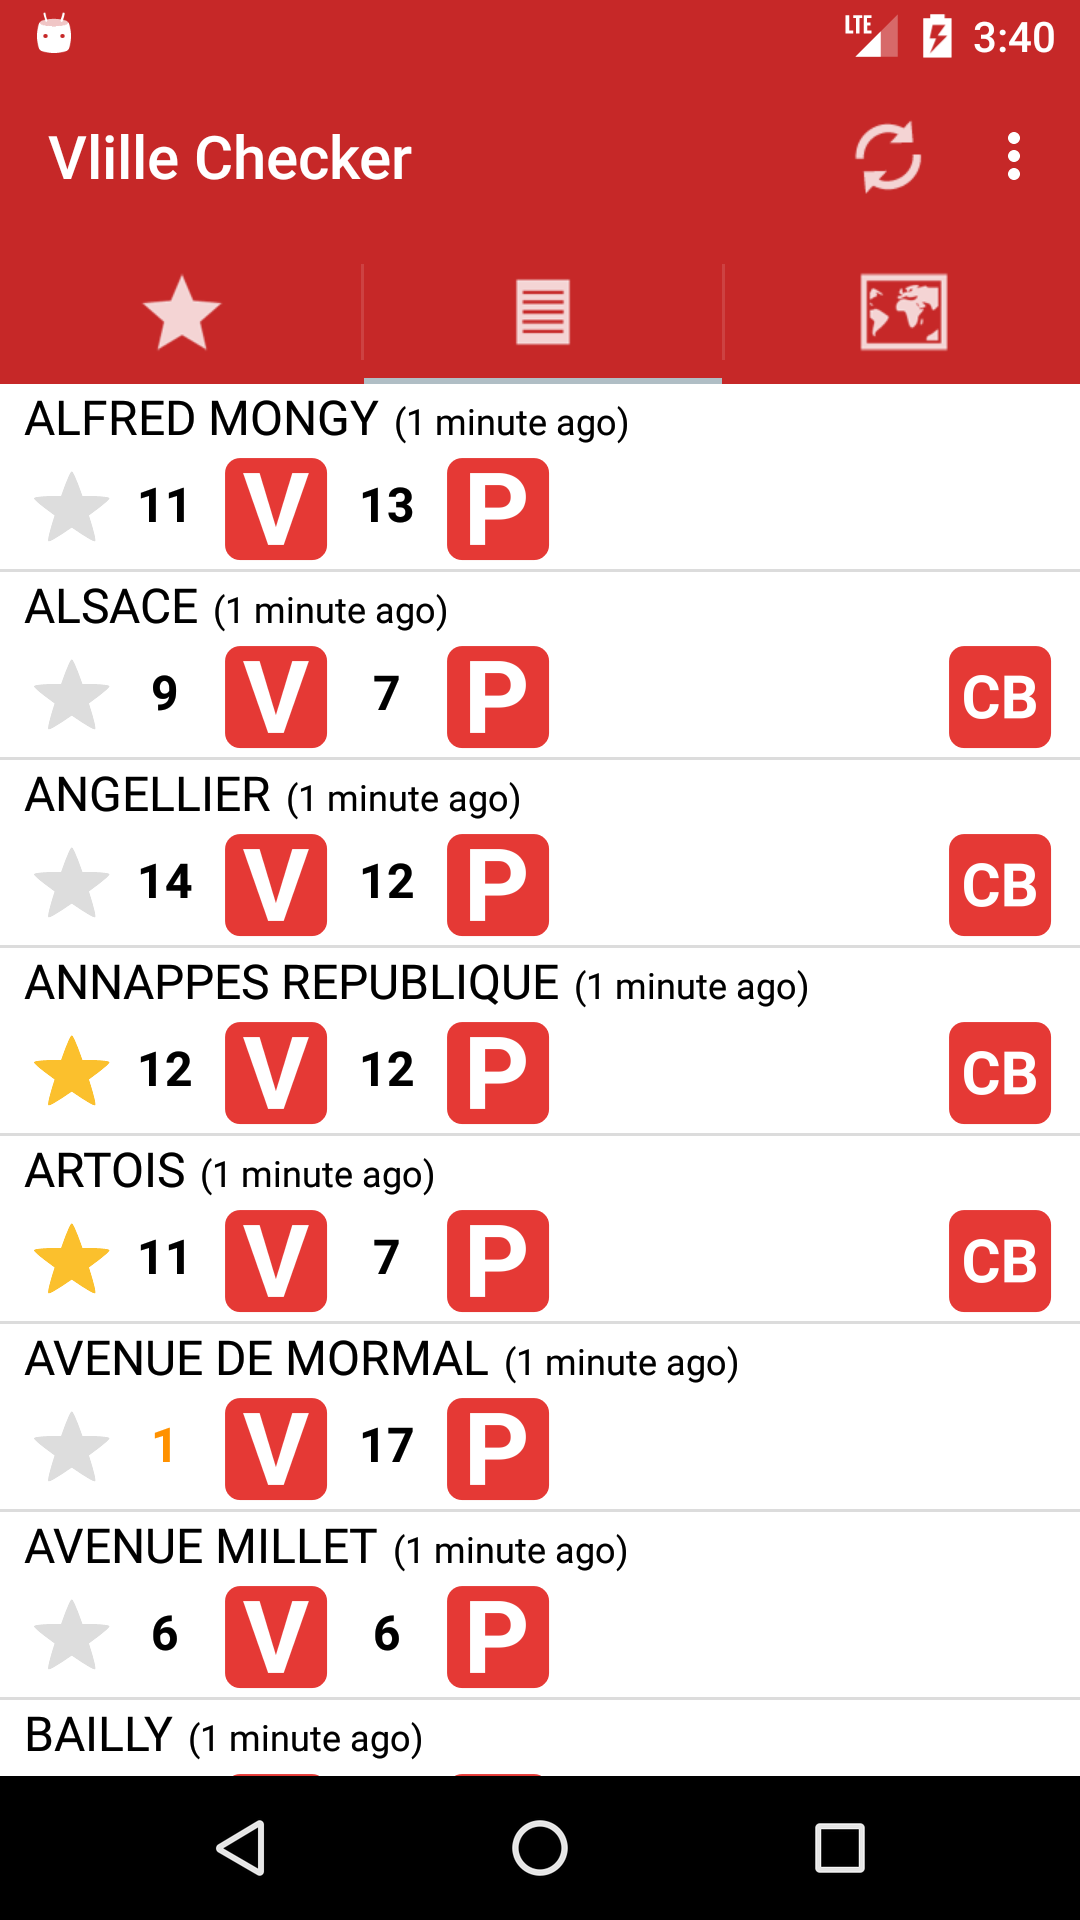 LTE 3:40
Vlille Checker
ALFRED MONGY (1 minute ago)
11 V 13 P
ALSACE (1 minute ago)
9 V 7 P CB
ANGELLIER (1 minute ago)
14 V 12 P CB
ANNAPPES REPUBLIQUE (1 minute ago)
12 V 12 P CB
ARTOIS (1 minute ago)
11 V 7 P CB
AVENUE DE MORMAL (1 minute ago)
1 V 17 P
AVENUE MILLET (1 minute ago)
6 V 6 P
BAILLY (1 minute ago)